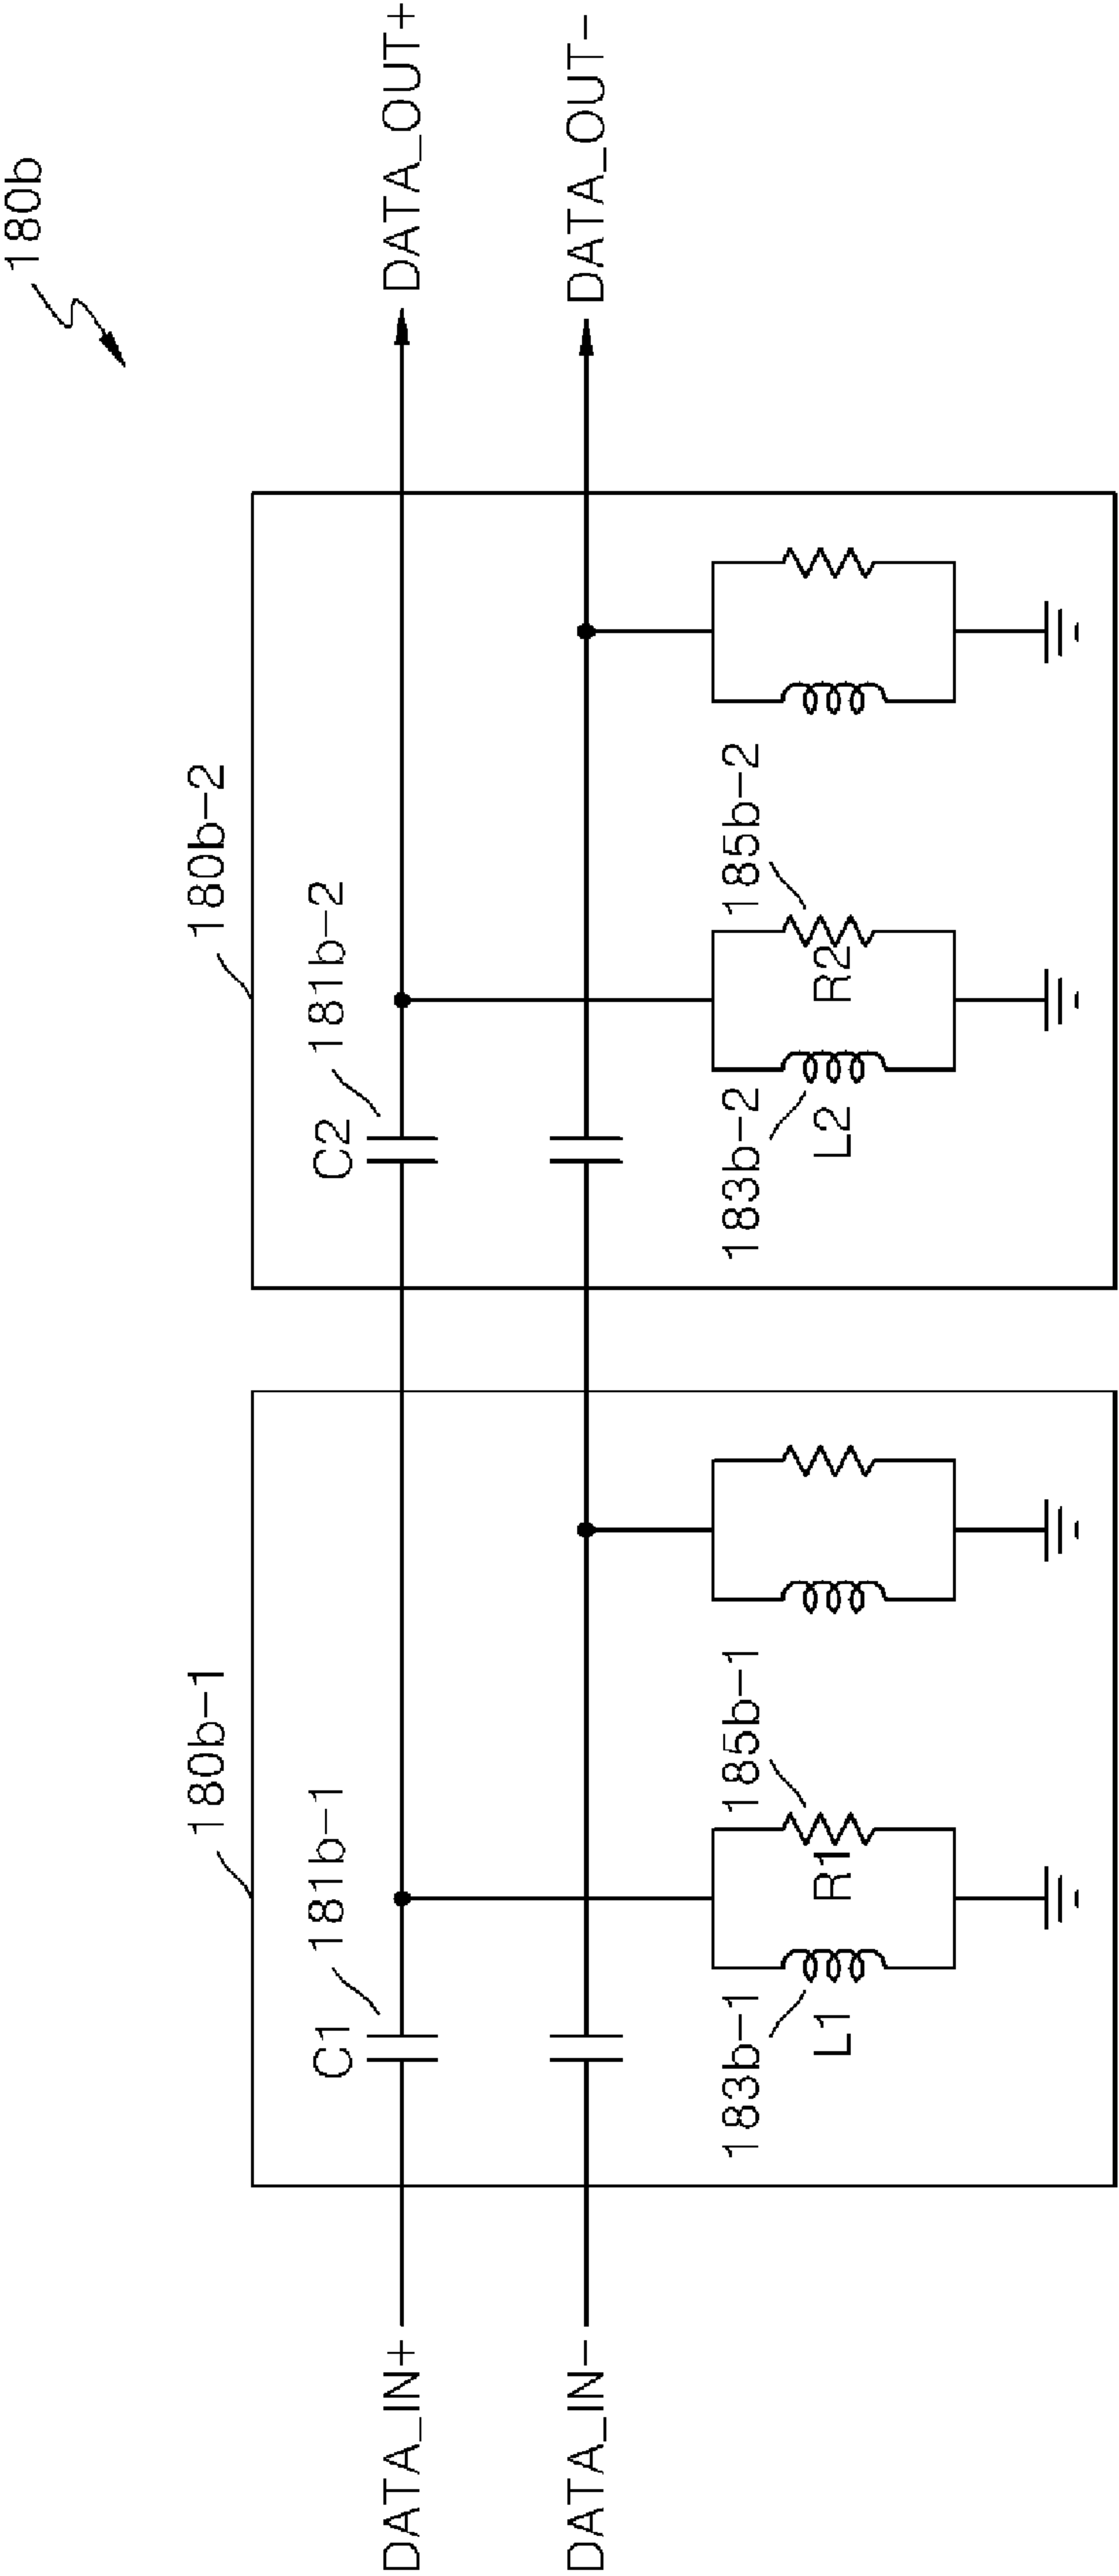 180b
180b-1
180b-2
C1
181b-1
C2
181b-2
DATA_IN+
DATA_OUT+
DATA_IN-
DATA_OUT-
183b-1
185b-1
183b-2
185b-2
L1
R1
L2
R2